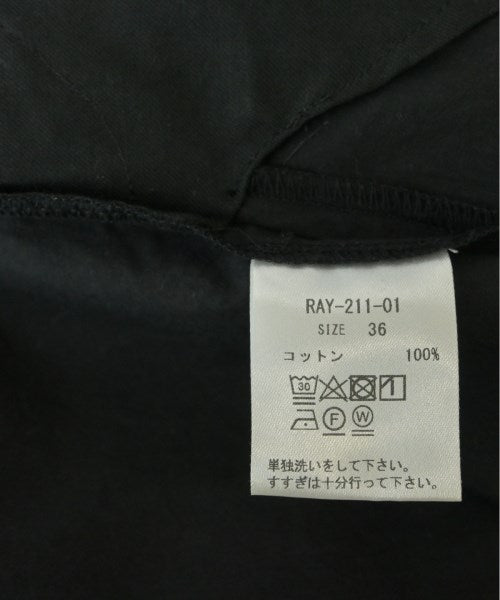 RAY-211-01
SIZE 36
コットン 100%
30
F W
単独洗いをして下さい。
すすぎは十分行って下さい。